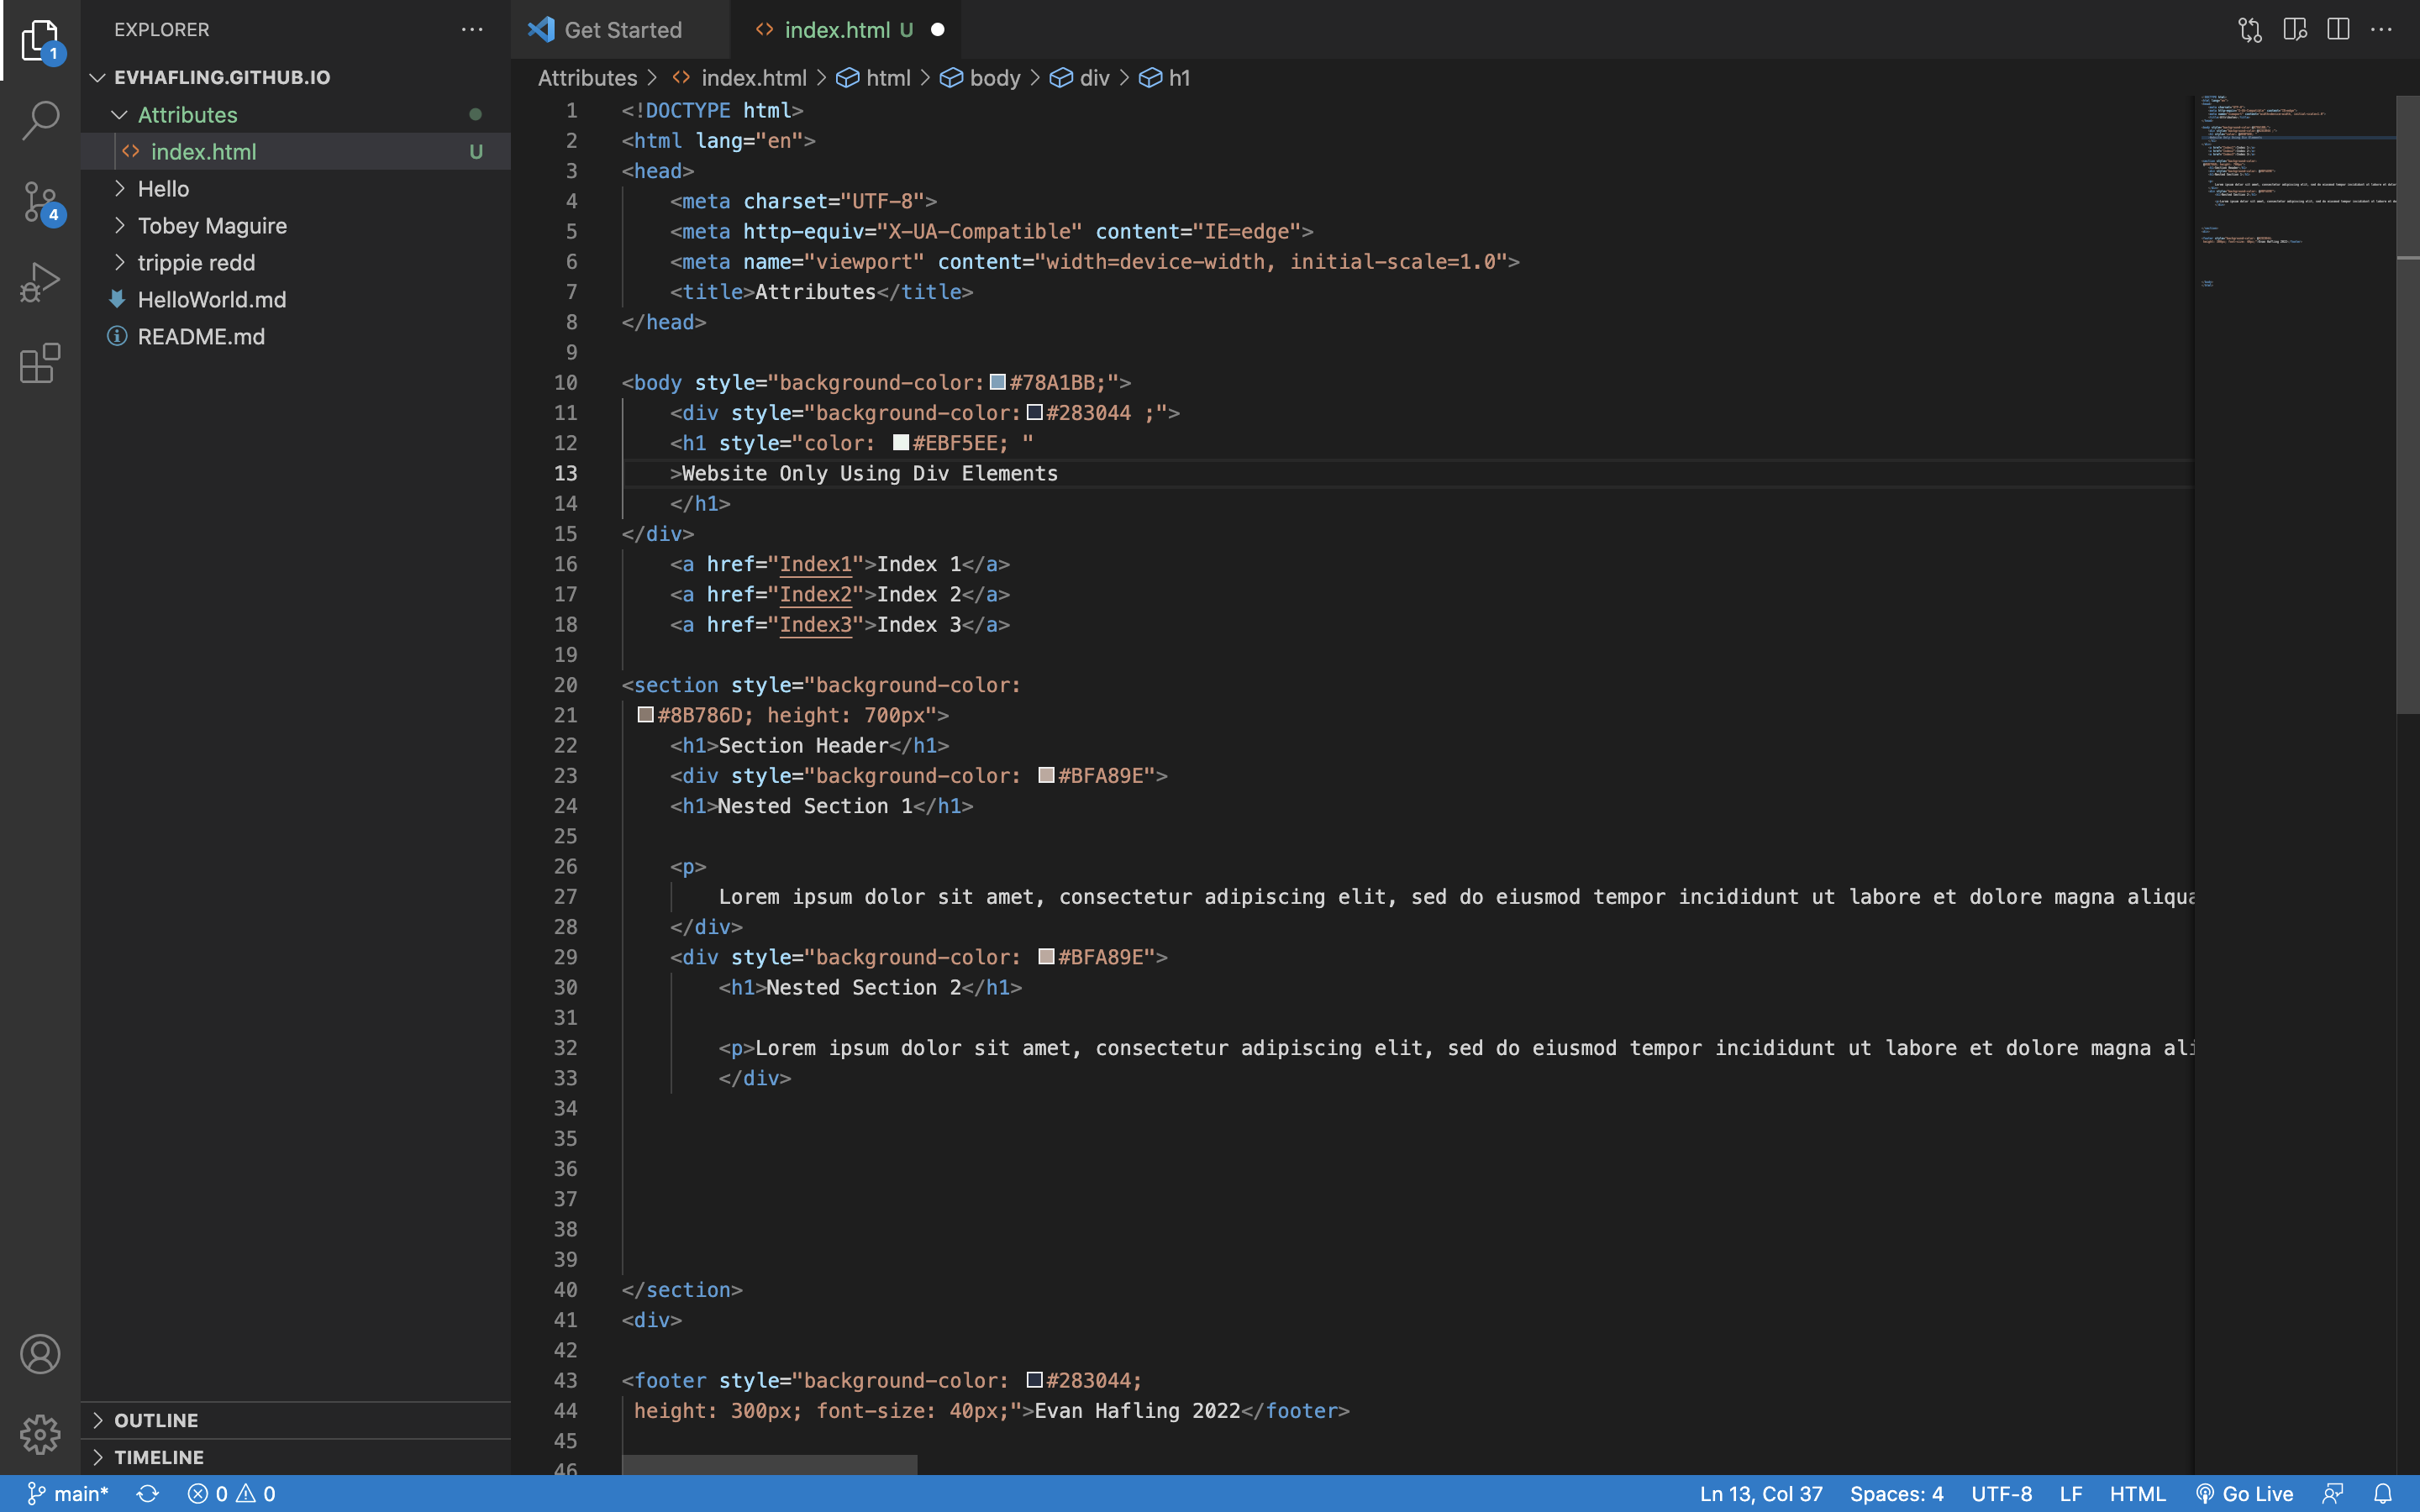 1
EXPLORER
Get Started
index.html U
EVHAFLING.GITHUB.IO
Attributes
index.html U
Hello
Tobey Maguire
trippie redd
HelloWorld.md
README.md
4
OUTLINE
TIMELINE
Attributes > index.html > html > body > div > h1
1 <!DOCTYPE html>
2 <html lang="en">
3 <head>
4 <meta charset="UTF-8">
5 <meta http-equiv="X-UA-Compatible" content="IE=edge">
6 <meta name="viewport" content="width=device-width, initial-scale=1.0">
7 <title>Attributes</title>
8 </head>
9
10 <body style="background-color:#78A1BB;">
11 <div style="background-color:#283044 ;">
12 <h1 style="color: #EBF5EE; "
13 >Website Only Using Div Elements
14 </h1>
15 </div>
16 <a href="Index1">Index 1</a>
17 <a href="Index2">Index 2</a>
18 <a href="Index3">Index 3</a>
19
20 <section style="background-color:
21 #8B786D; height: 700px">
22 <h1>Section Header</h1>
23 <div style="background-color: #BFA89E">
24 <h1>Nested Section 1</h1>
25
26 <p>
27 Lorem ipsum dolor sit amet, consectetur adipiscing elit, sed do eiusmod tempor incididunt ut labore et dolore magna aliqua
28 </div>
29 <div style="background-color: #BFA89E">
30 <h1>Nested Section 2</h1>
31
32 <p>Lorem ipsum dolor sit amet, consectetur adipiscing elit, sed do eiusmod tempor incididunt ut labore et dolore magna ali
33 </div>
34
35
36
37
38
39
40 </section>
41 <div>
42
43 <footer style="background-color: #283044;
44 height: 300px; font-size: 40px;">Evan Hafling 2022</footer>
45
46
main* 0 0
Ln 13, Col 37 Spaces: 4 UTF-8 LF HTML Go Live